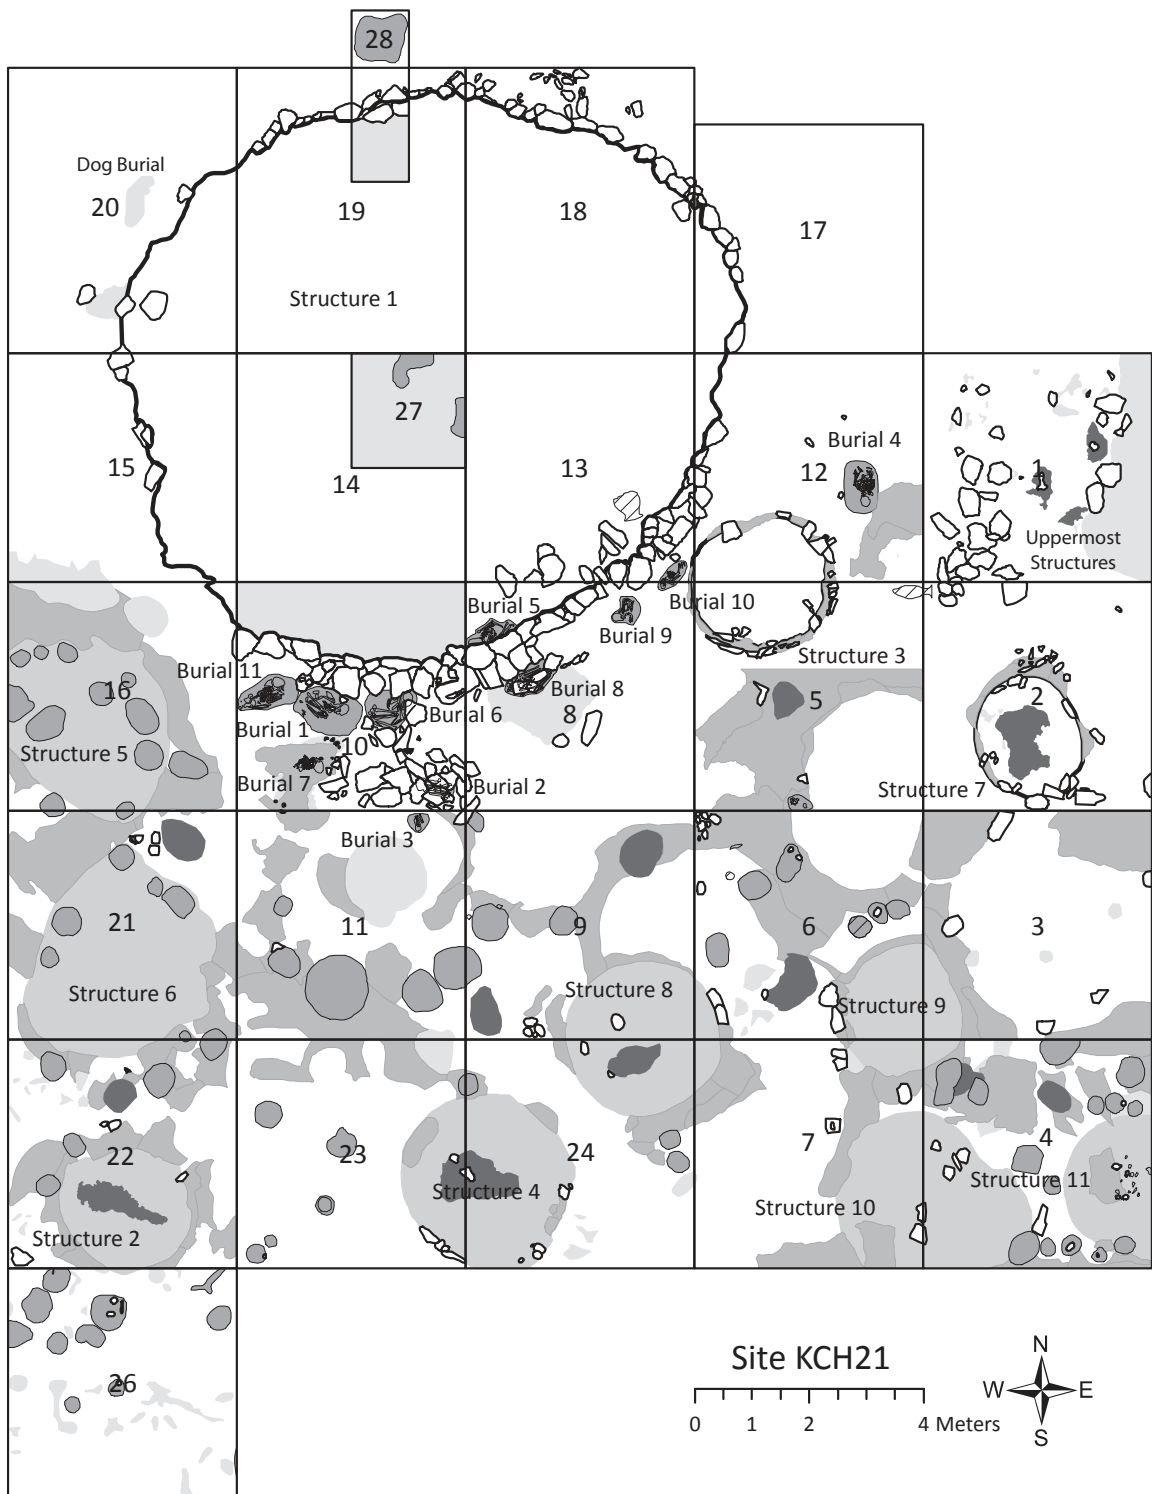 28
Dog Burial
20
19
18
17
Structure 1
27
15
14
13
Burial 4
12
1
Uppermost
Structures
Burial 5
Burial 10
Burial 9
Structure 3
Burial 11
16
Burial 8
5
2
Burial 6
8
Burial 1
10
Structure 5
Burial 7
Burial 2
Structure 7
Burial 3
21
11
9
6
3
Structure 6
Structure 8
Structure 9
22
23
24
7
4
Structure 11
Structure 4
Structure 10
Structure 2
26
Site KCH21
0 1 2 4 Meters
N
W E
S